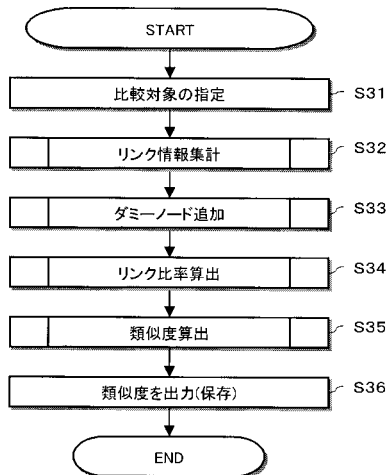 START
比較対象の指定 S31
リンク情報集計 S32
ダミーノード追加 S33
リンク比率算出 S34
類似度算出 S35
類似度を出力(保存) S36
END